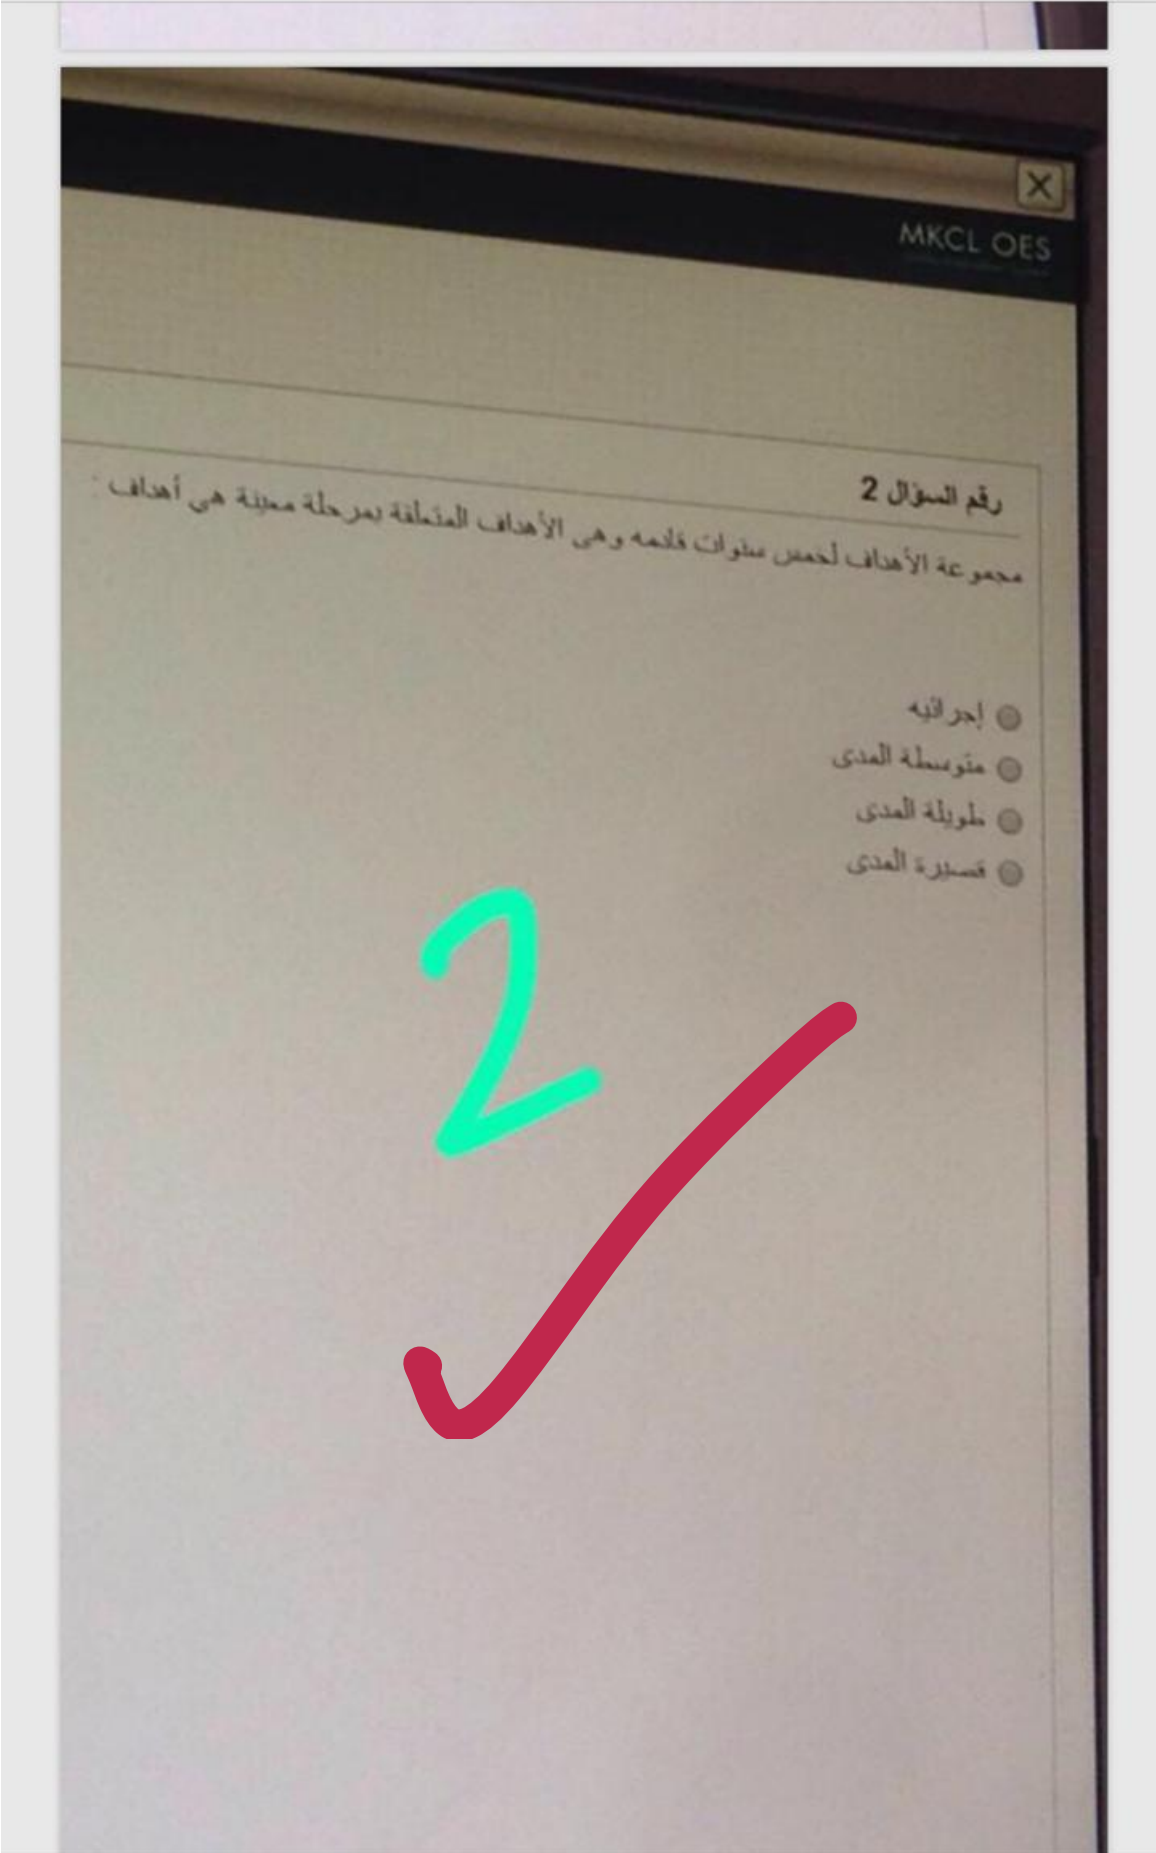 MKCL OES
رقم السؤال 2
مجموعة الأهداف لخمس سنوات قادمه وهى الأهداف المتعلقة بمرحلة معينة هي أهداف :
إجرائيه
متوسطة المدى
طويلة المدى
قصيرة المدى
2